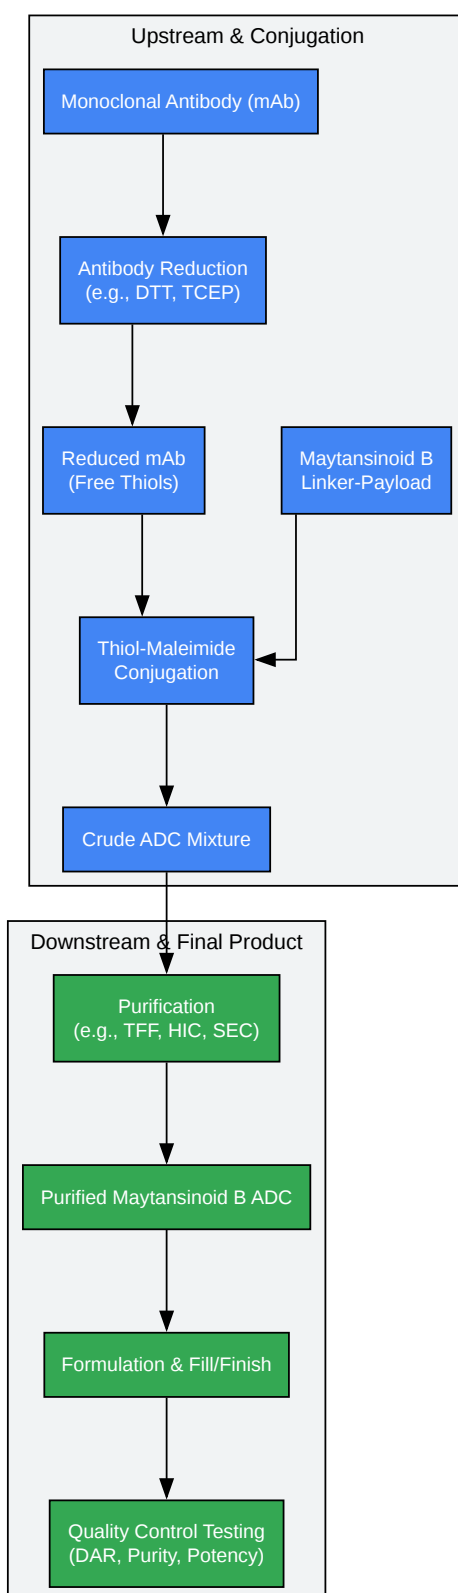 Upstream & Conjugation
Monoclonal Antibody (mAb)
Antibody Reduction
(e.g., DTT, TCEP)
Reduced mAb
(Free Thiols)
Maytansinoid B
Linker-Payload
Thiol-Maleimide
Conjugation
Crude ADC Mixture
Downstream & Final Product
Purification
(e.g., TFF, HIC, SEC)
Purified Maytansinoid B ADC
Formulation & Fill/Finish
Quality Control Testing
(DAR, Purity, Potency)